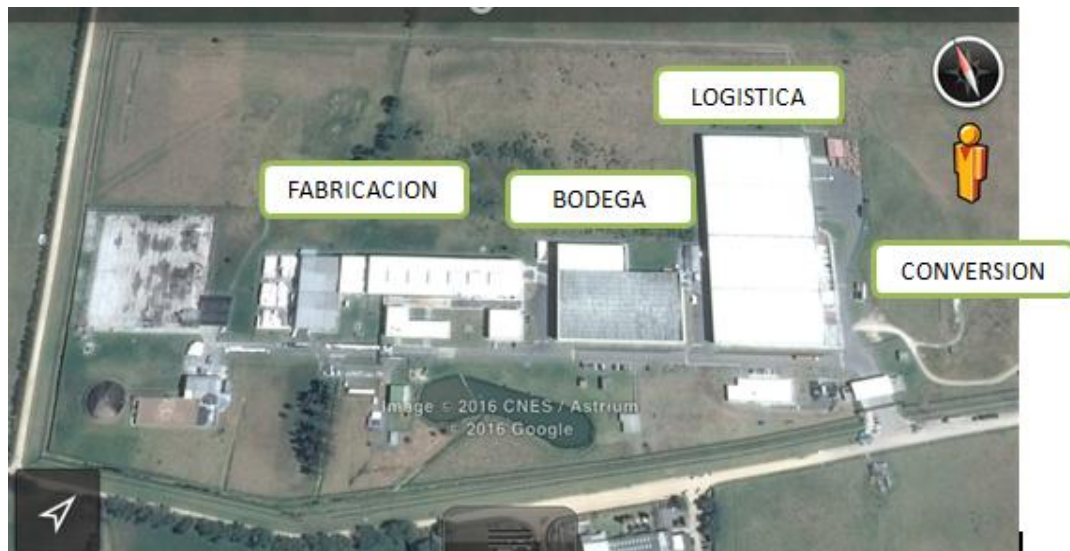 LOGISTICA
FABRICACION
BODEGA
CONVERSION
Image © 2016 CNES / Astrium
© 2016 Google